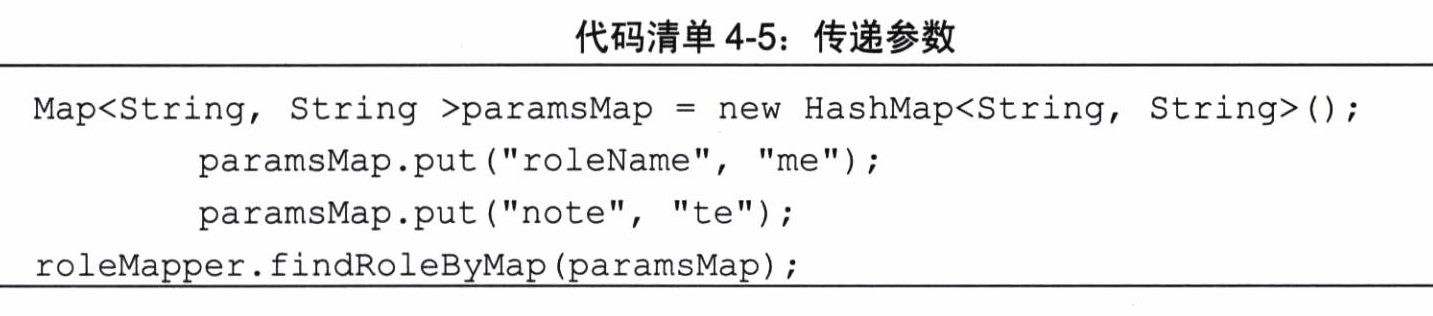 代码清单 4-5：传递参数
Map<String, String >paramsMap = new HashMap<String, String>();
paramsMap.put("roleName", "me");
paramsMap.put("note", "te");
roleMapper.findRoleByMap(paramsMap);